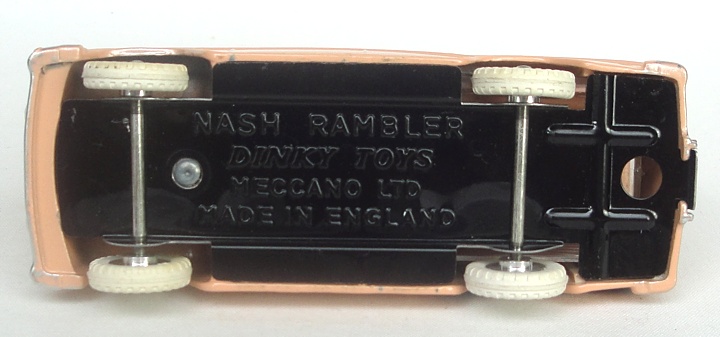 NASH RAMBLER
DINKY TOYS
MECCANO LTD
MADE IN ENGLAND